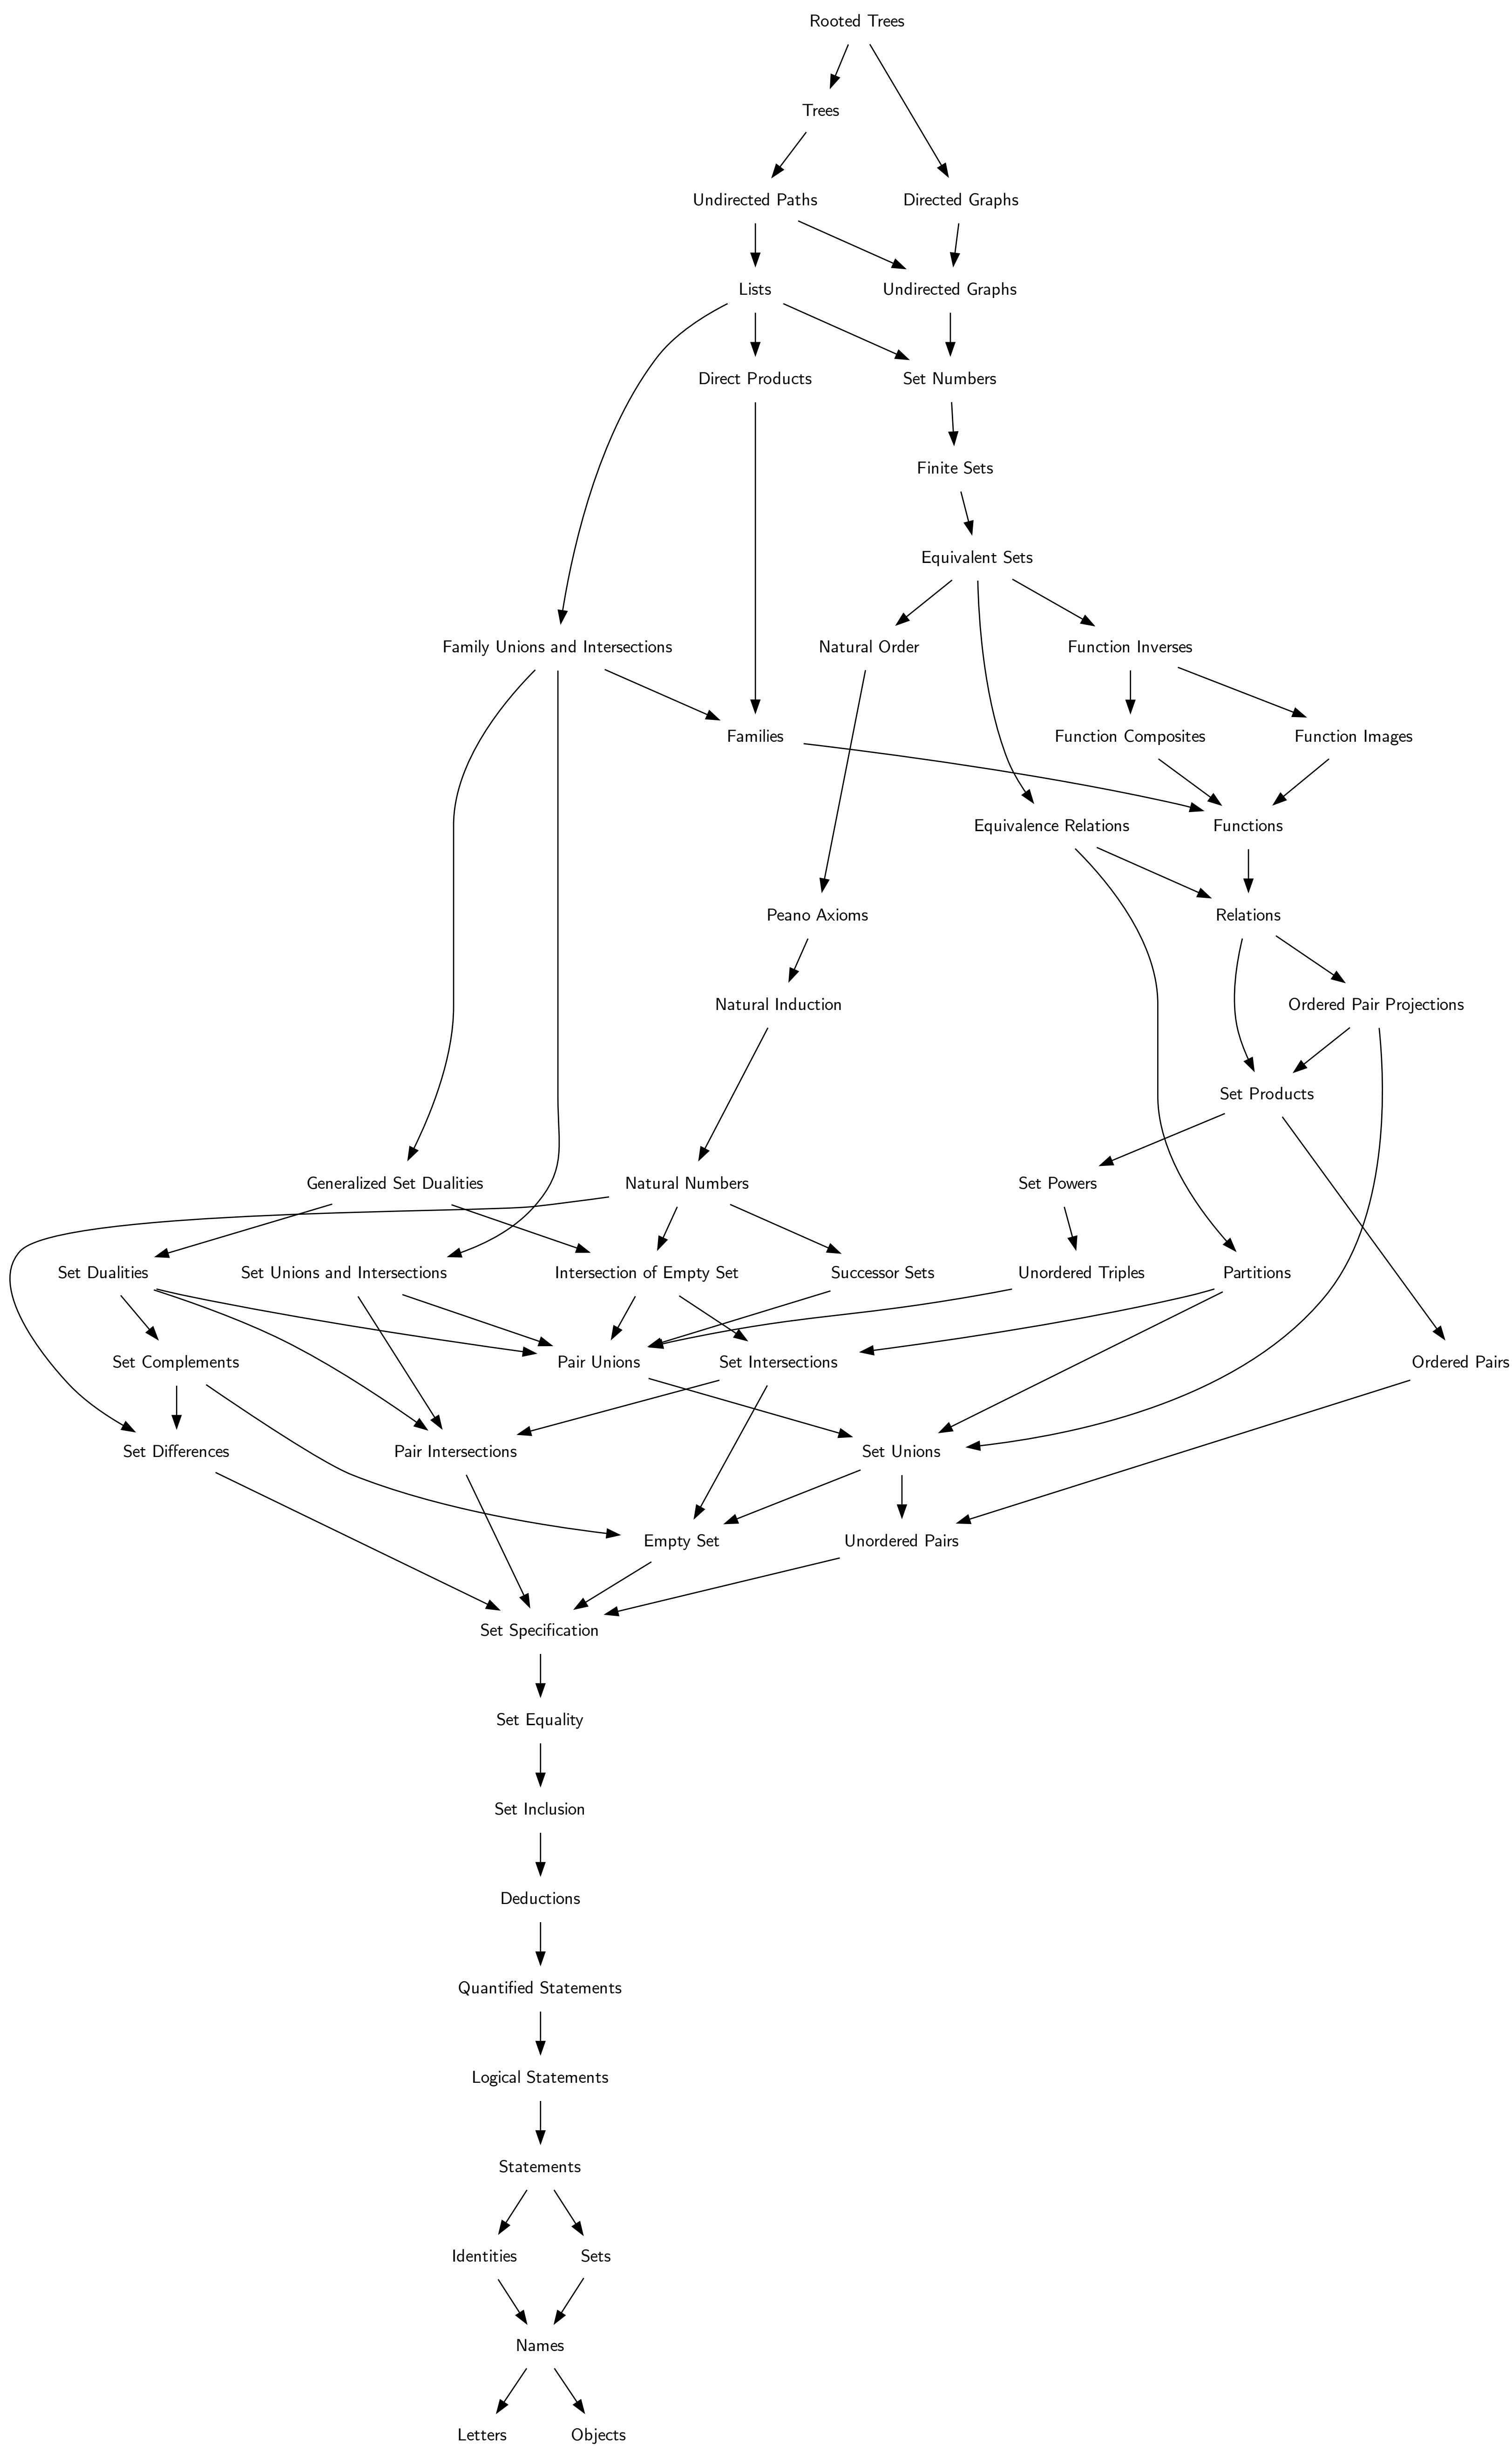 Rooted Trees
Trees
Undirected Paths
Directed Graphs
Lists
Undirected Graphs
Direct Products
Set Numbers
Finite Sets
Equivalent Sets
Family Unions and Intersections
Natural Order
Function Inverses
Families
Function Composites
Function Images
Equivalence Relations
Functions
Peano Axioms
Relations
Natural Induction
Ordered Pair Projections
Set Products
Generalized Set Dualities
Natural Numbers
Set Powers
Set Dualities
Set Unions and Intersections
Intersection of Empty Set
Successor Sets
Unordered Triples
Partitions
Set Complements
Pair Unions
Set Intersections
Ordered Pairs
Set Differences
Pair Intersections
Set Unions
Empty Set
Unordered Pairs
Set Specification
Set Equality
Set Inclusion
Deductions
Quantified Statements
Logical Statements
Statements
Identities
Sets
Names
Letters
Objects